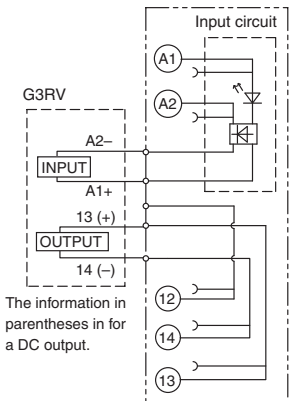 Input circuit
A1
G3RV
A2
A2–
INPUT
A1+
13 (+)
OUTPUT
14 (–)
The information in
parentheses in for
a DC output.
12
14
13